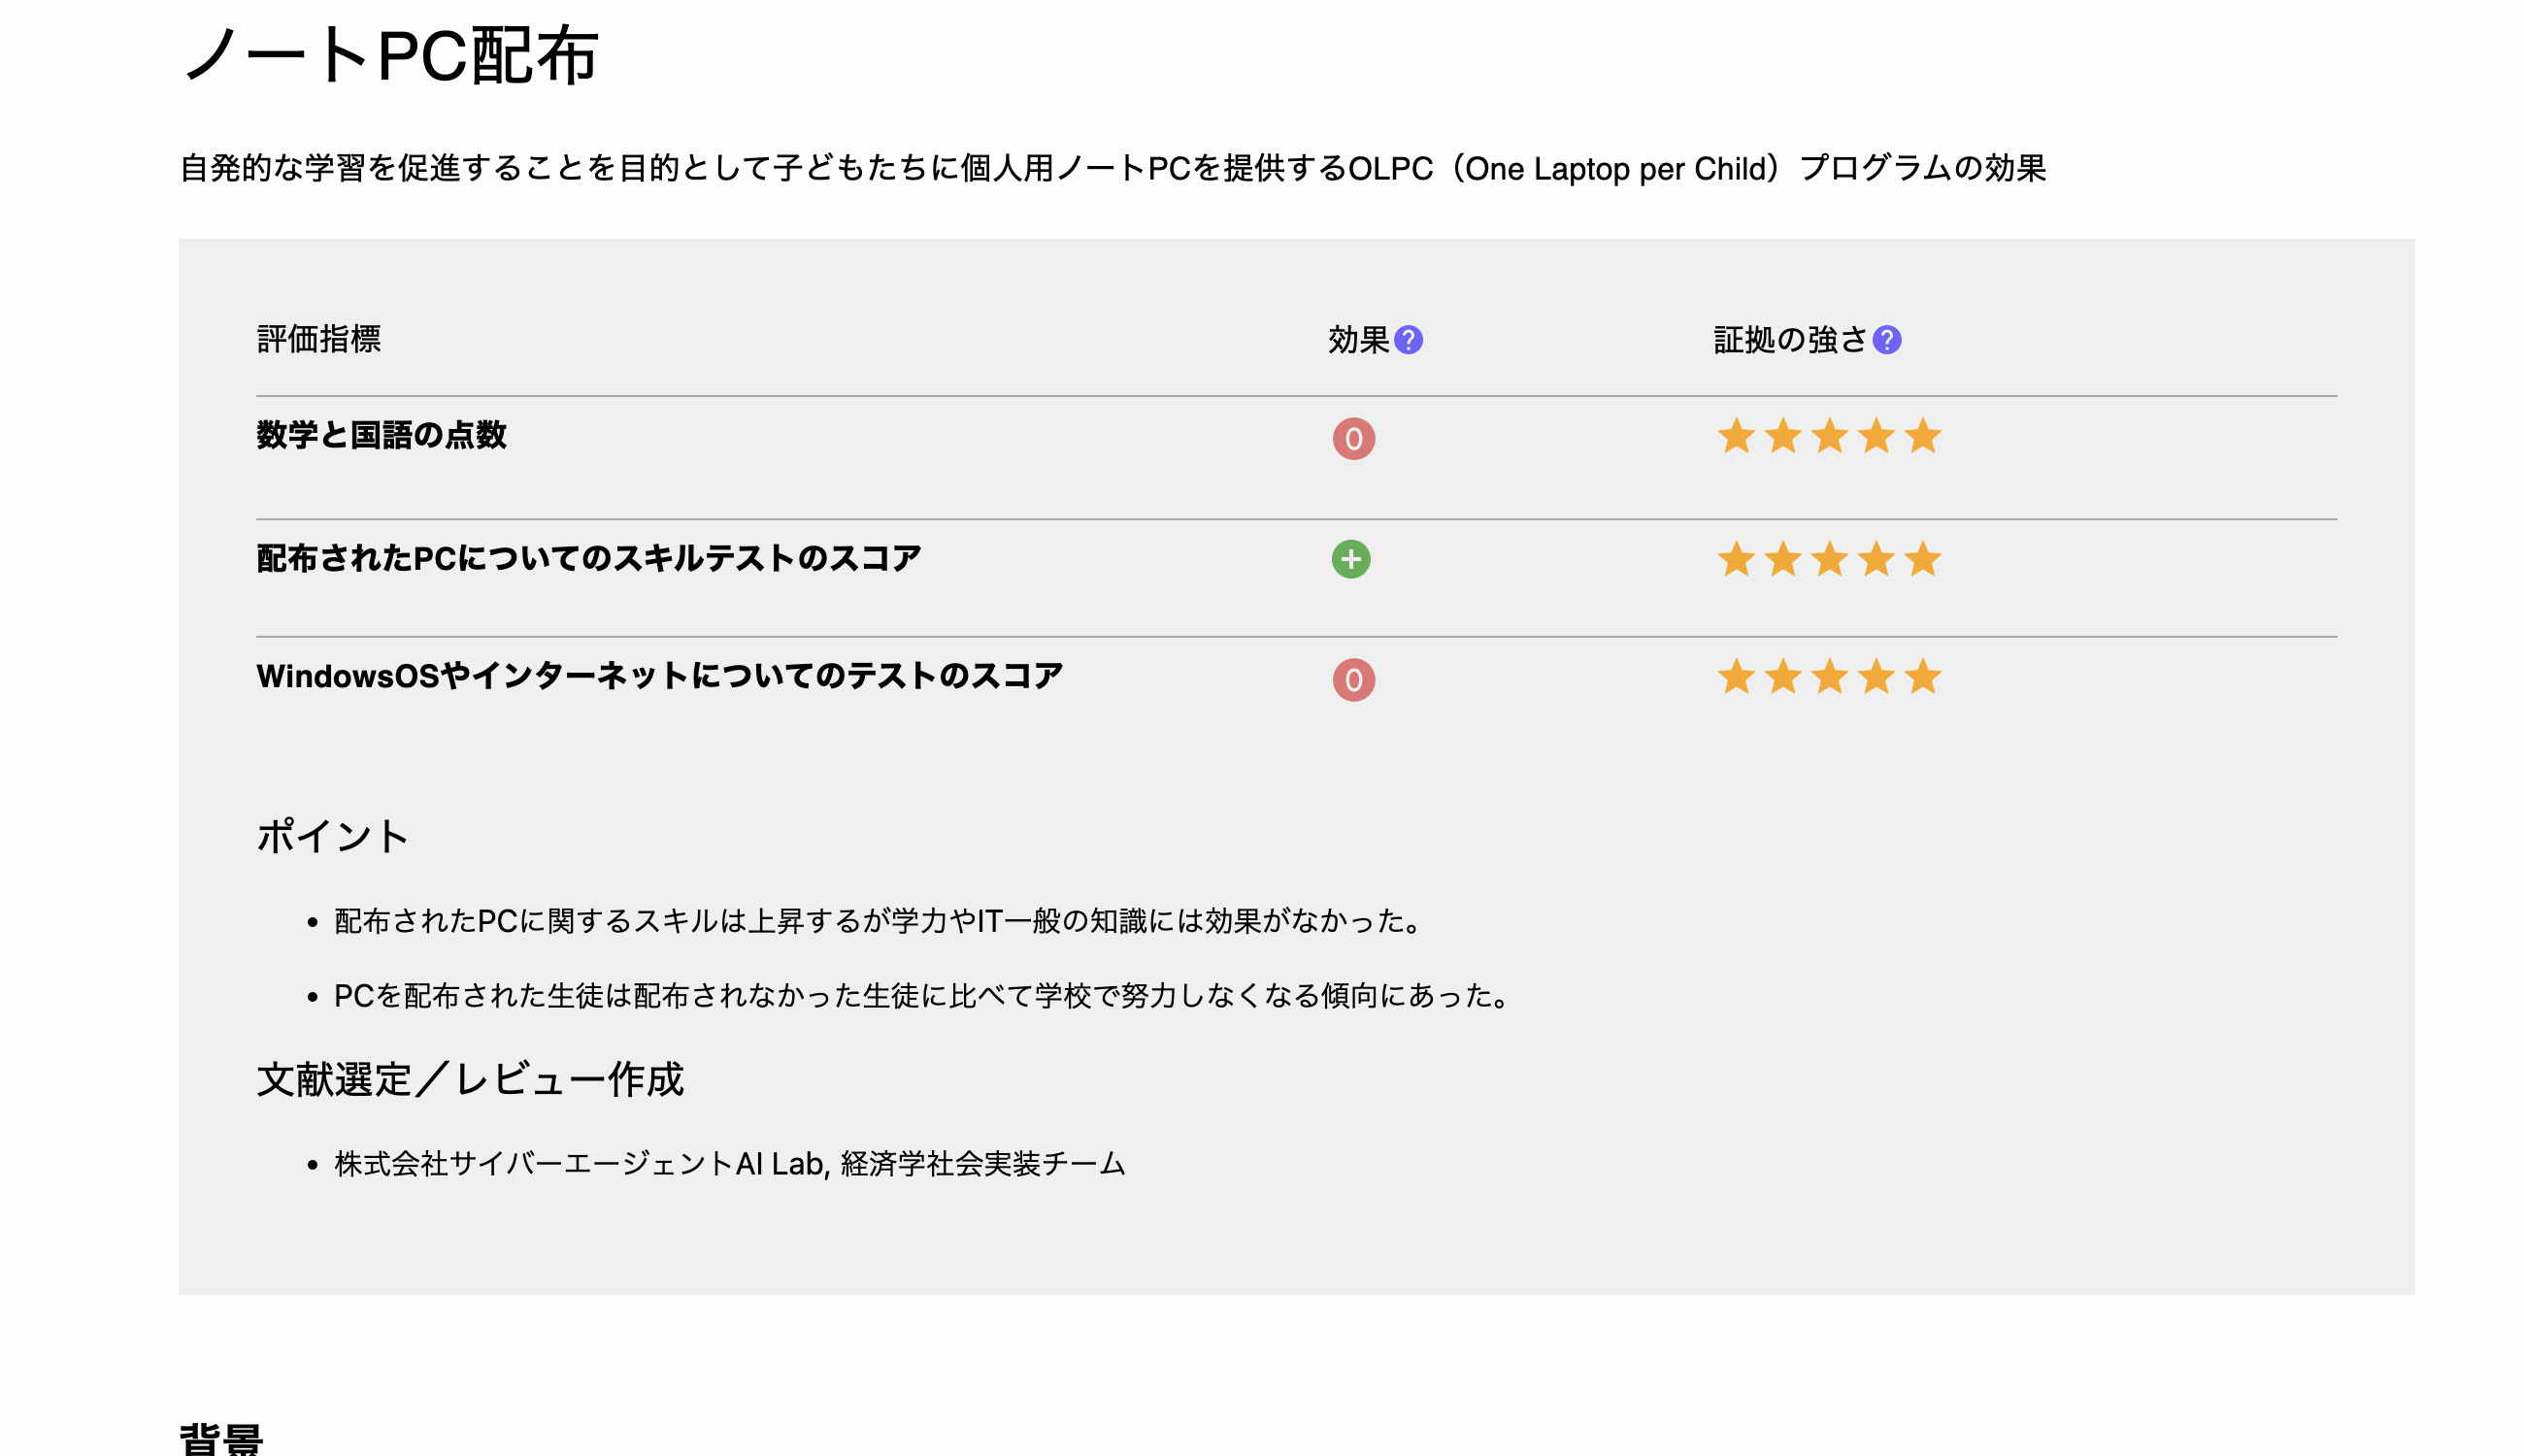 ノートPC配布
自発的な学習を促進することを目的として子どもたちに個人用ノートPCを提供するOLPC（One Laptop per Child）プログラムの効果
評価指標 効果? 証拠の強さ?
数学と国語の点数 0 ★★★★★
配布されたPCについてのスキルテストのスコア + ★★★★★
WindowsOSやインターネットについてのテストのスコア 0 ★★★★★
ポイント
• 配布されたPCに関するスキルは上昇するが学力やIT一般の知識には効果がなかった。
• PCを配布された生徒は配布されなかった生徒に比べて学校で努力しなくなる傾向にあった。
文献選定／レビュー作成
• 株式会社サイバーエージェントAI Lab, 経済学社会実装チーム
背景